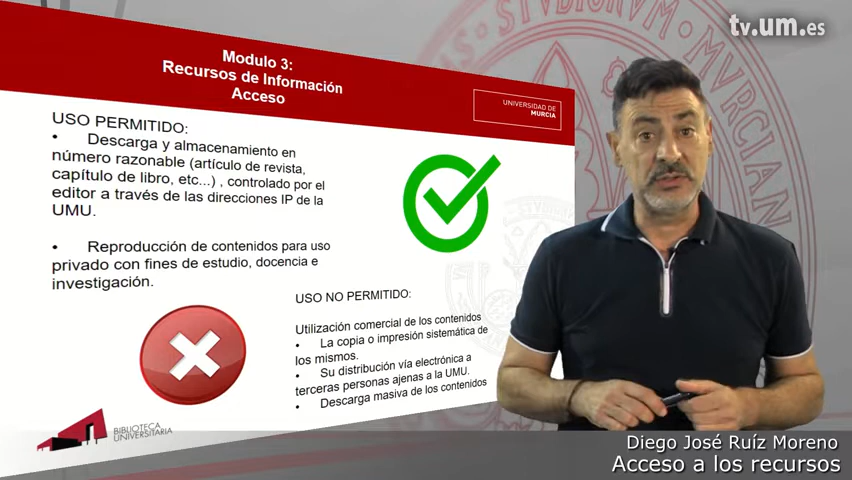 tv.um.es
Modulo 3:
Recursos de Información
Acceso
UNIVERSIDAD DE
MURCIA
USO PERMITIDO:
• Descarga y almacenamiento en
número razonable (artículo de revista,
capítulo de libro, etc...) , controlado por el
editor a través de las direcciones IP de la
UMU.
• Reproducción de contenidos para uso
privado con fines de estudio, docencia e
investigación.
USO NO PERMITIDO:
Utilización comercial de los contenidos
• La copia o impresión sistemática de
los mismos.
• Su distribución vía electrónica a
terceras personas ajenas a la UMU.
• Descarga masiva de los contenidos
BIBLIOTECA
UNIVERSITARIA
Diego José Ruíz Moreno
Acceso a los recursos